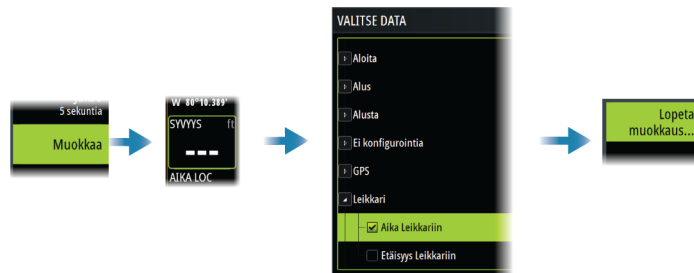 5 sekuntia
Muokkaa
W 80°10.389'
SYVYYS ft
---
AIKA LOC
VALITSE DATA
Aloita
Alus
Alusta
Ei konfigurointia
GPS
Leikkari
Aika Leikkariin
Etäisyys Leikkariin
Lopeta
muokkaus...